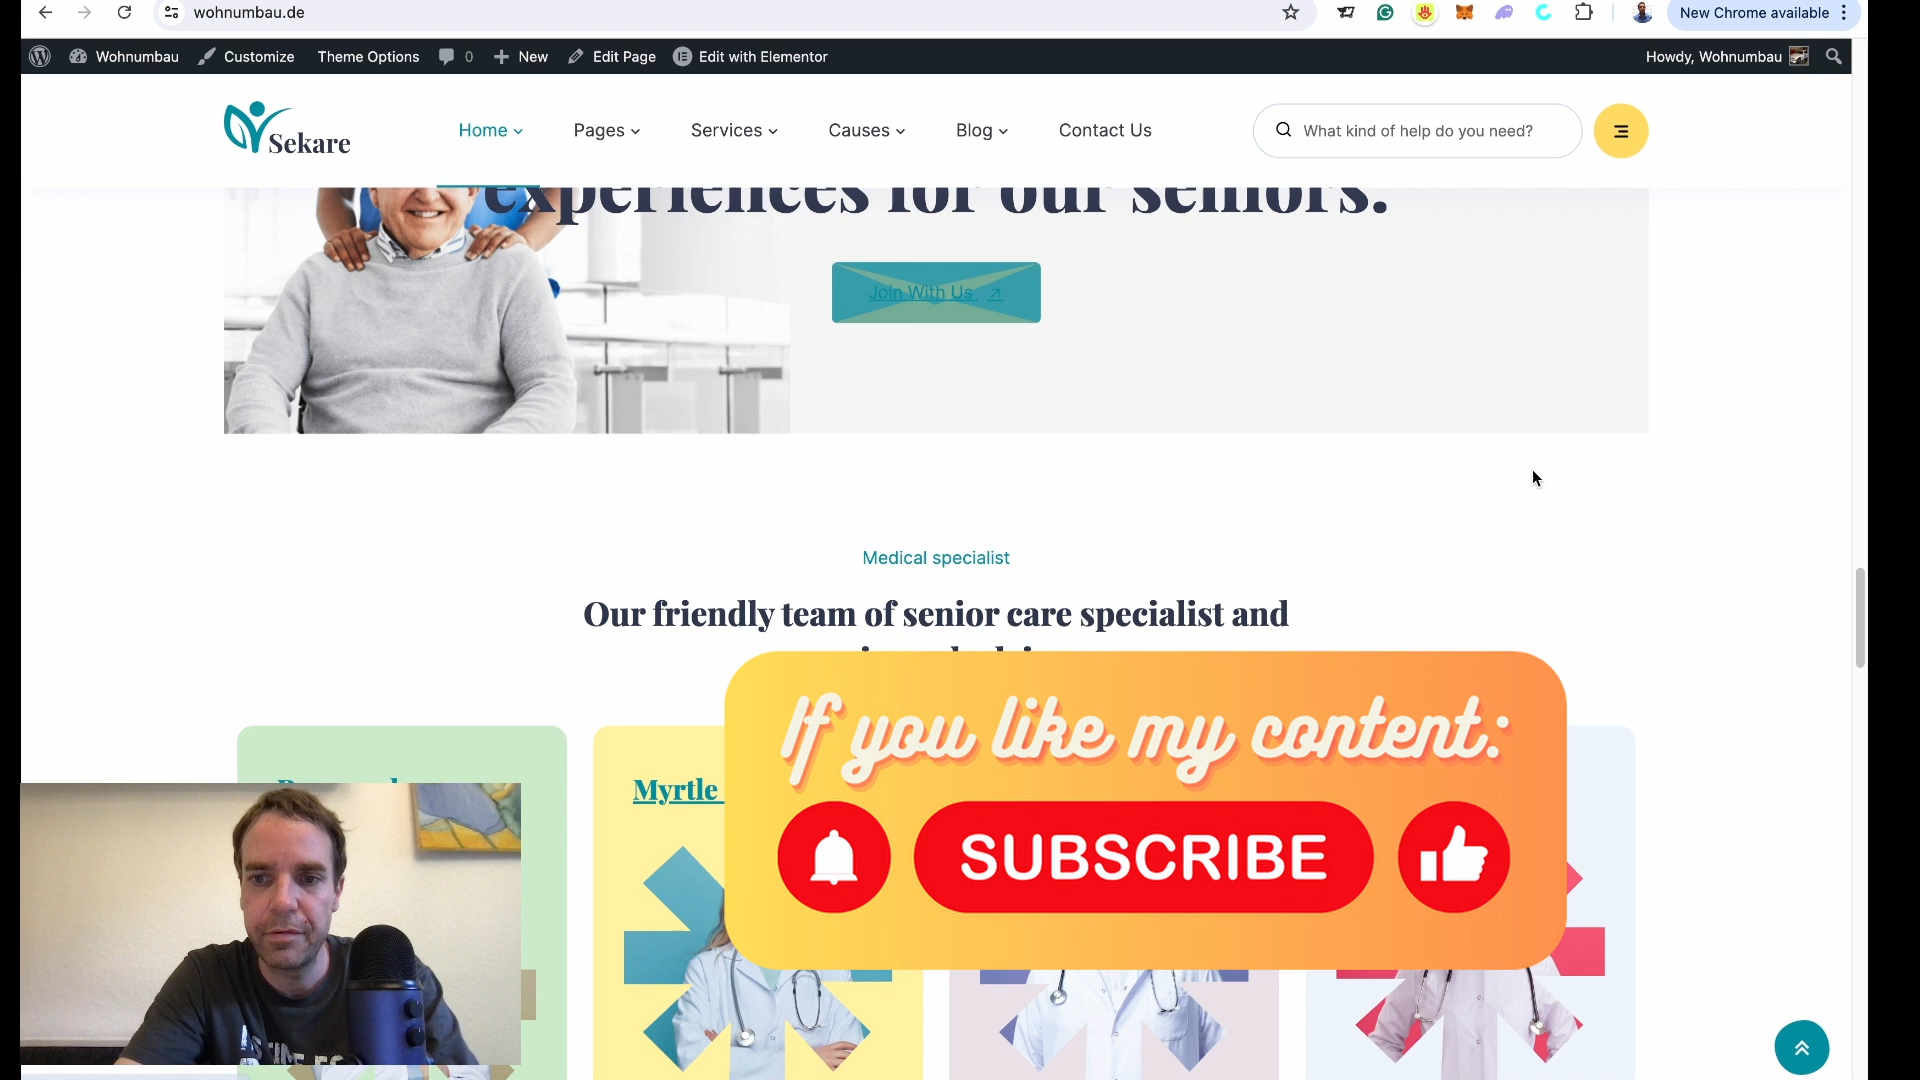 wohnumbau.de
New Chrome available
Wohnumbau
Customize
Theme Options
0
New
Edit Page
Edit with Elementor
Howdy, Wohnumbau
Sekare
Home
Pages
Services
Causes
Blog
Contact Us
What kind of help do you need?
experiences for our seniors.
Join With Us
Medical specialist
Our friendly team of senior care specialist and
Myrtle
If you like my content:
SUBSCRIBE